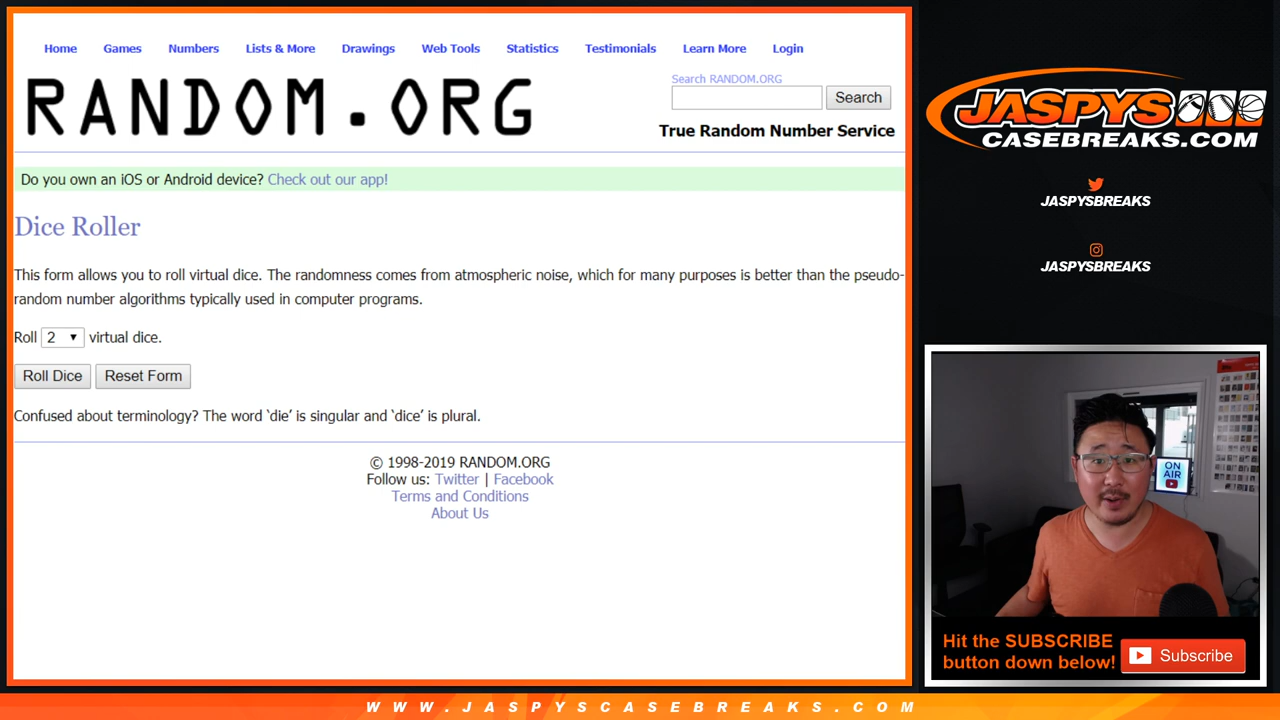 Home Games Numbers Lists & More Drawings Web Tools Statistics Testimonials Learn More Login
RANDOM.ORG
Search RANDOM.ORG
Search
True Random Number Service
Do you own an iOS or Android device? Check out our app!
Dice Roller
This form allows you to roll virtual dice. The randomness comes from atmospheric noise, which for many purposes is better than the pseudo-
random number algorithms typically used in computer programs.
Roll 2 virtual dice.
Roll Dice Reset Form
Confused about terminology? The word ‘die’ is singular and ‘dice’ is plural.
© 1998-2019 RANDOM.ORG
Follow us: Twitter | Facebook
Terms and Conditions
About Us
JASPYS
CASEBREAKS.COM
JASPYSBREAKS
JASPYSBREAKS
ON
AIR
Hit the SUBSCRIBE
button down below!
Subscribe
WWW.JASPYSCASEBREAKS.COM